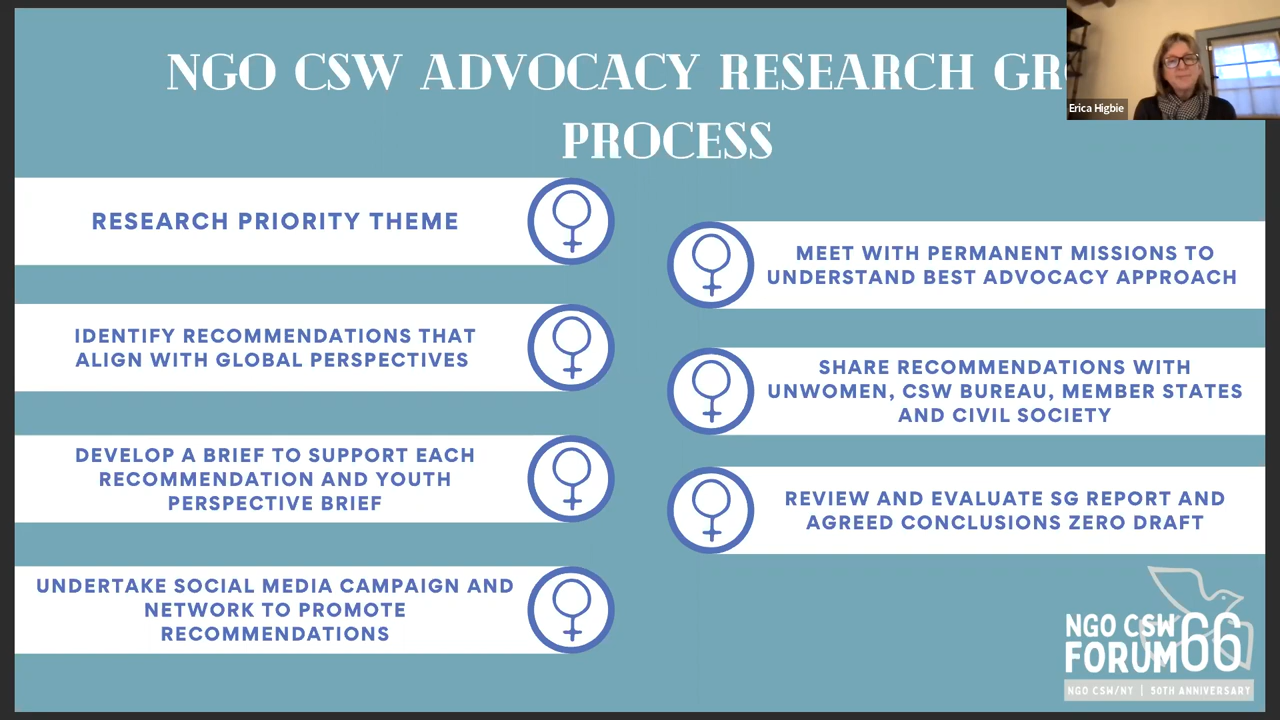 NGO CSW ADVOCACY RESEARCH
PROCESS
Erica Higbie
RESEARCH PRIORITY THEME
IDENTIFY RECOMMENDATIONS THAT
ALIGN WITH GLOBAL PERSPECTIVES
DEVELOP A BRIEF TO SUPPORT EACH
RECOMMENDATION AND YOUTH
PERSPECTIVE BRIEF
UNDERTAKE SOCIAL MEDIA CAMPAIGN AND
NETWORK TO PROMOTE
RECOMMENDATIONS
MEET WITH PERMANENT MISSIONS TO
UNDERSTAND BEST ADVOCACY APPROACH
SHARE RECOMMENDATIONS WITH
UNWOMEN, CSW BUREAU, MEMBER STATES
AND CIVIL SOCIETY
REVIEW AND EVALUATE SG REPORT AND
AGREED CONCLUSIONS ZERO DRAFT
NGO CSW
FORUM 66
NGO CSW/NY | 50TH ANNIVERSARY